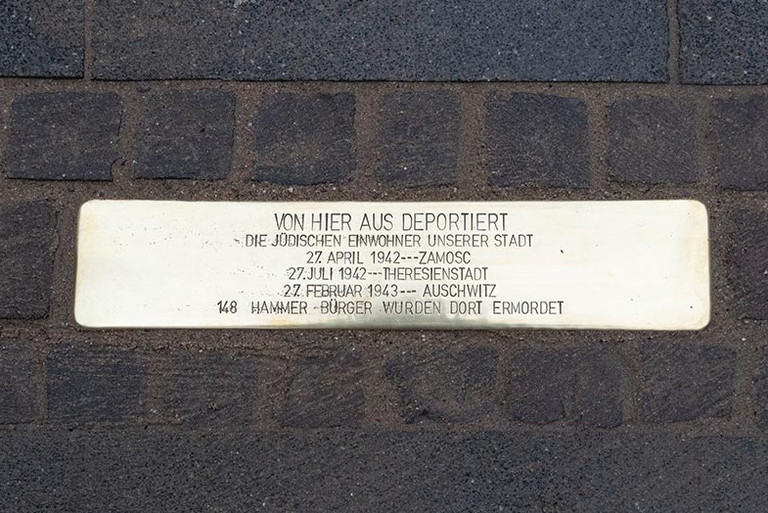 VON HIER AUS DEPORTIERT
DIE JÜDISCHEN EINWOHNER UNSERER STADT
27. APRIL 1942---ZAMOSC
27.JULI 1942---THERESIENSTADT
27. FEBRUAR 1943--- AUSCHWITZ
148 HAMMER BÜRGER WURDEN DORT ERMORDET